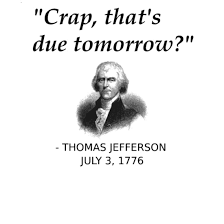 "Crap, that's
due tomorrow?"
- THOMAS JEFFERSON
JULY 3, 1776